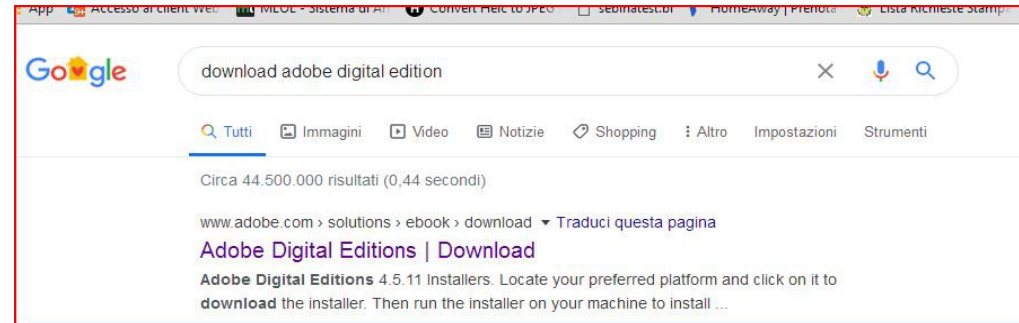 App Accesso al client Web MLOL - Sistema di Convert Heic to JPEG sebinatest.bl HomeAway | Prenota Lista Richieste Stampa
Google
download adobe digital edition
Tutti Immagini Video Notizie Shopping Altro Impostazioni Strumenti
Circa 44.500.000 risultati (0,44 secondi)
www.adobe.com › solutions › ebook › download Traduci questa pagina
Adobe Digital Editions | Download
Adobe Digital Editions 4.5.11 Installers. Locate your preferred platform and click on it to
download the installer. Then run the installer on your machine to install ...